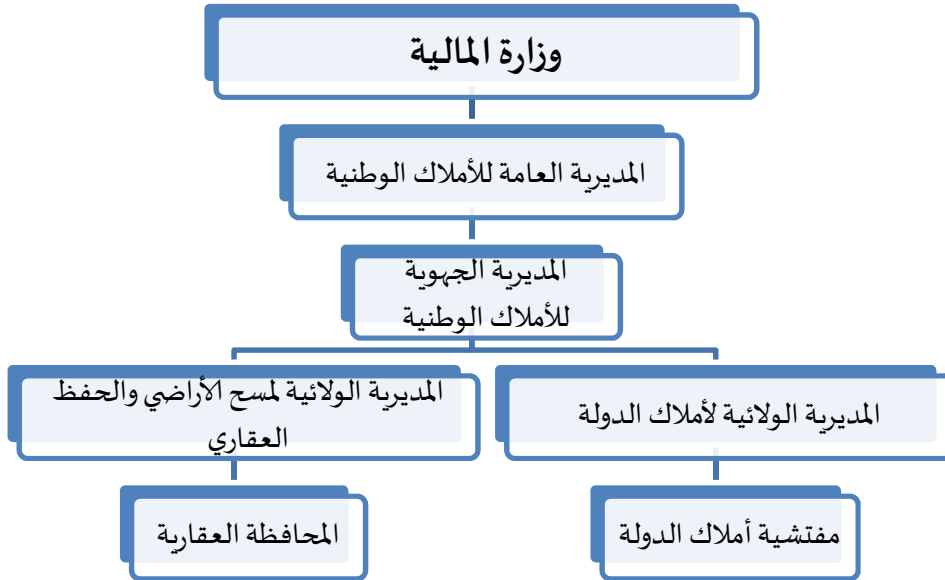 وزارة المالية
المديرية العامة للأملاك الوطنية
المديرية الجهوية
للأملاك الوطنية
المديرية الولائية لأملاك الدولة
المديرية الولائية لمسح الأراضي والحفظ
العقاري
مفتشية أملاك الدولة
المحافظة العقارية